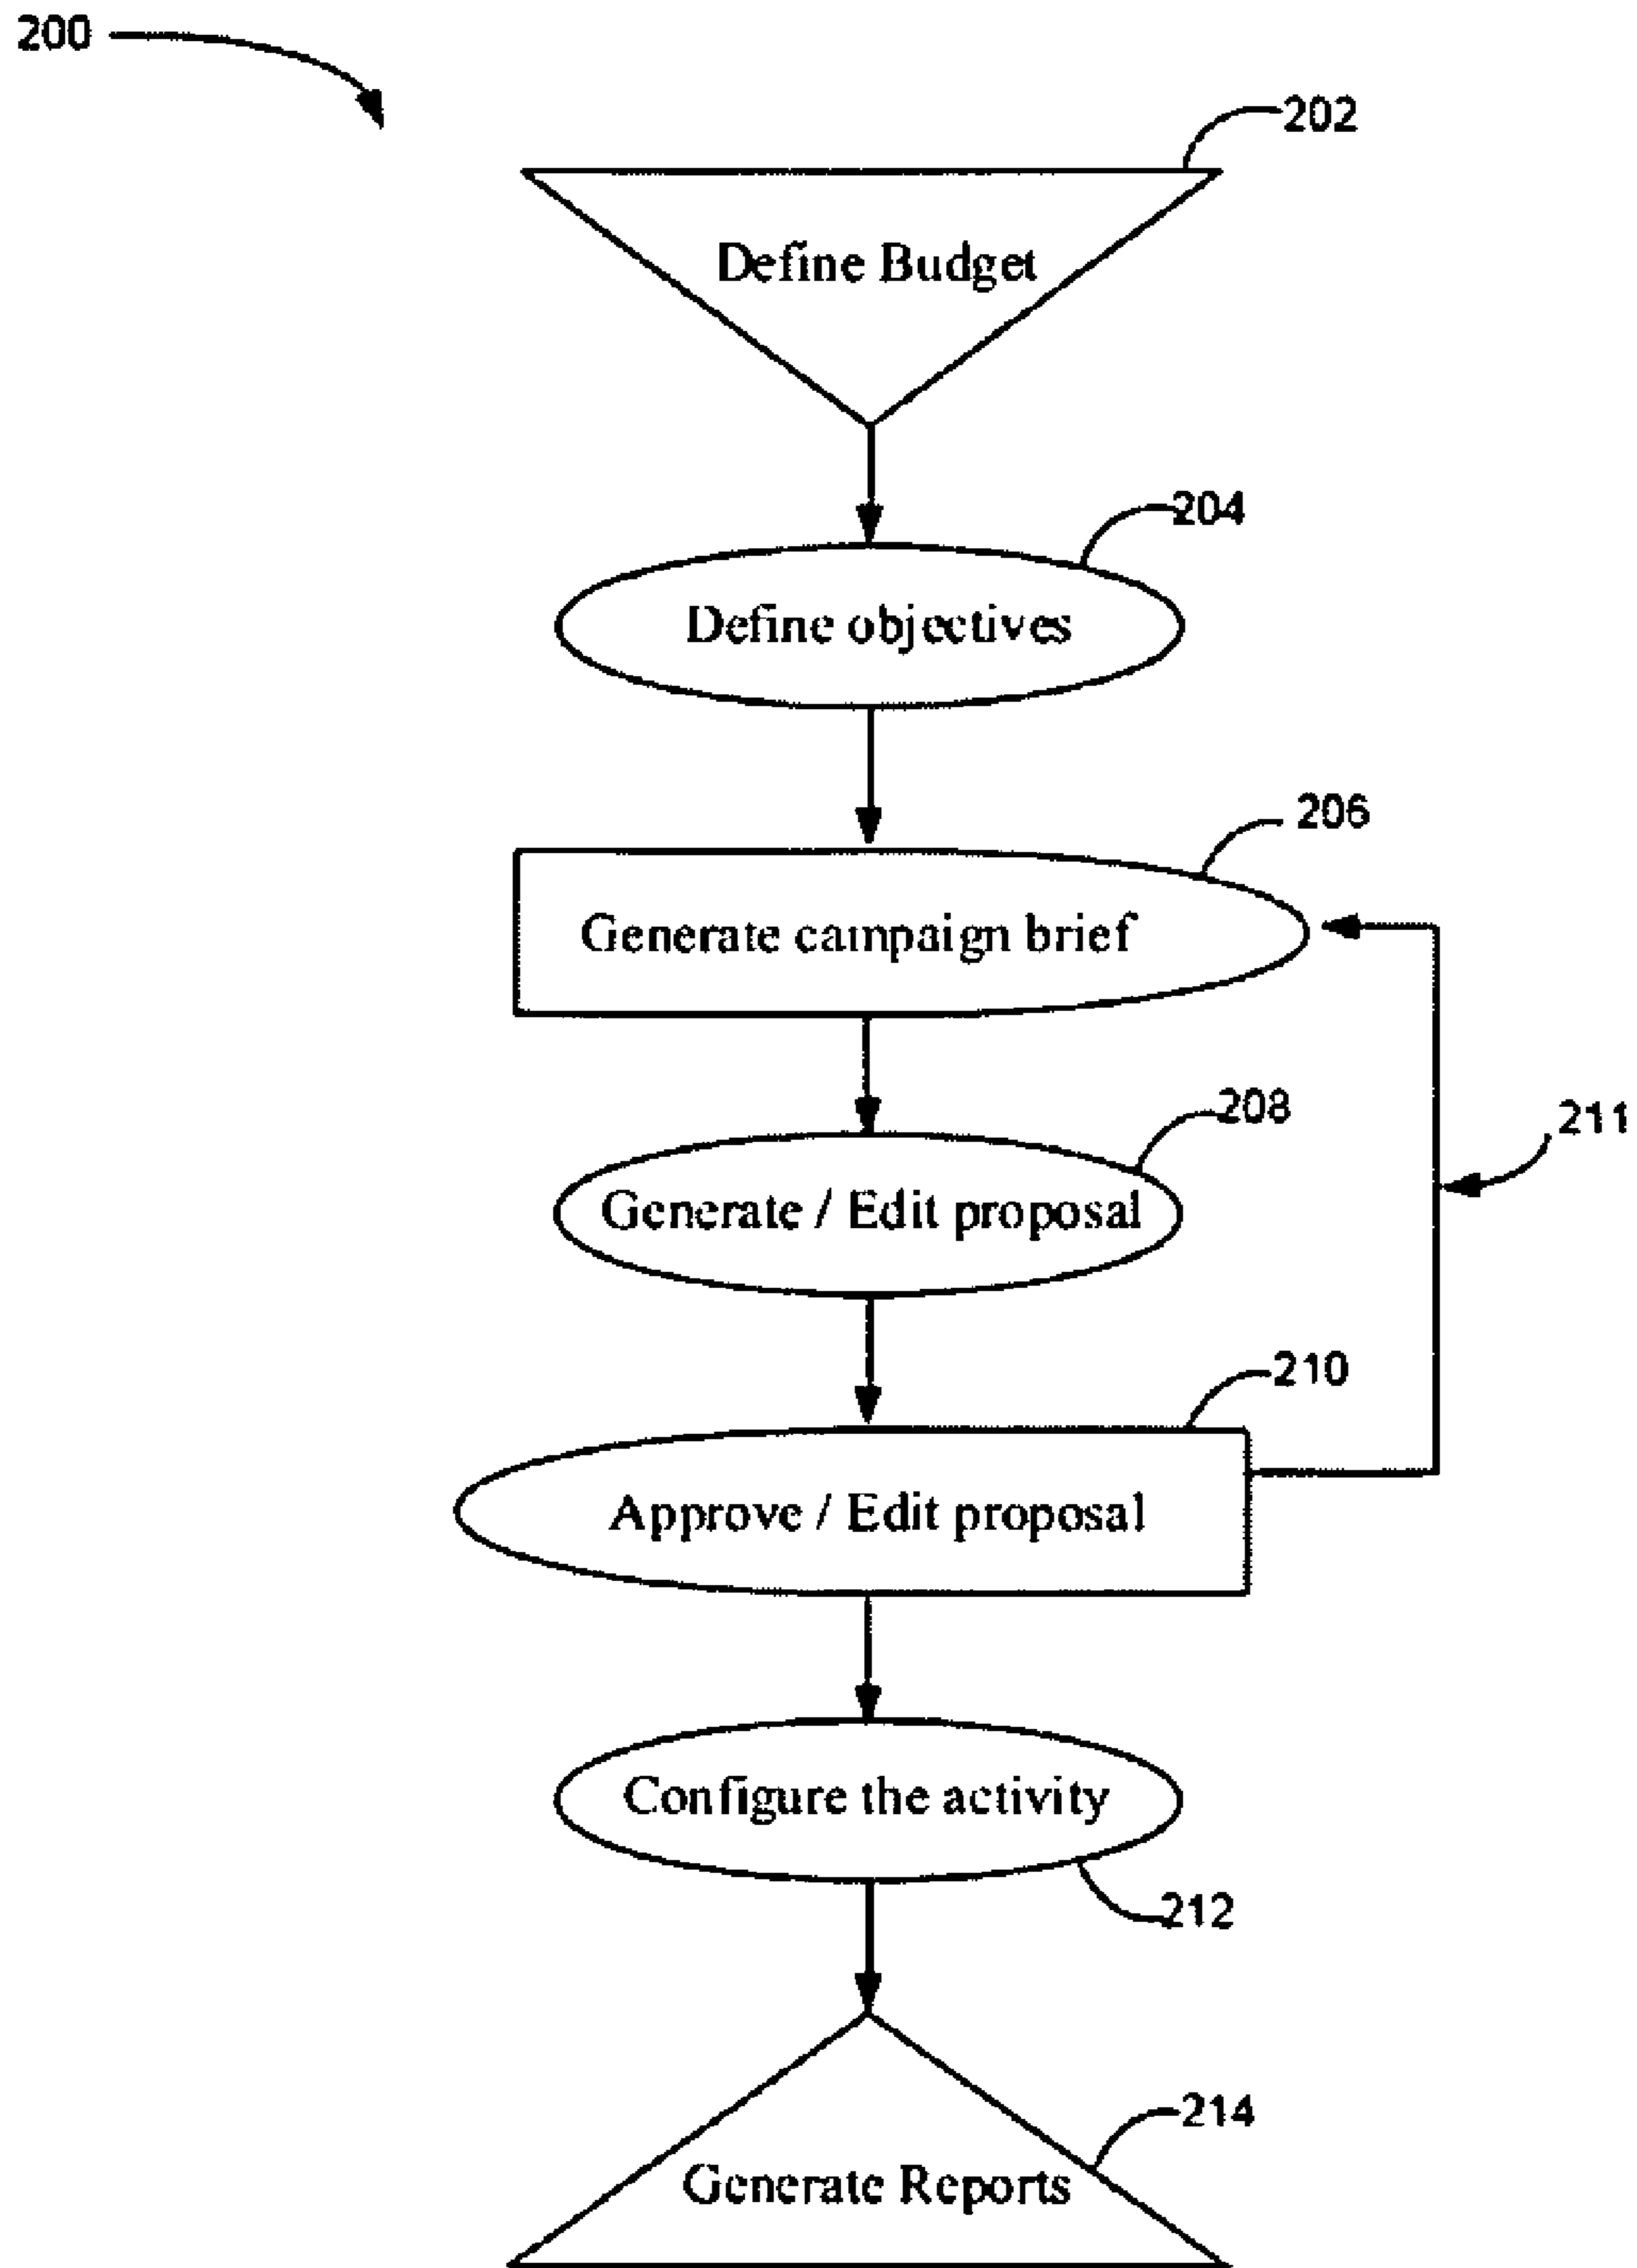 200
202
Define Budget
204
Define objectives
206
Generate campaign brief
208
211
Generate / Edit proposal
210
Approve / Edit proposal
Configure the activity
212
214
Generate Reports